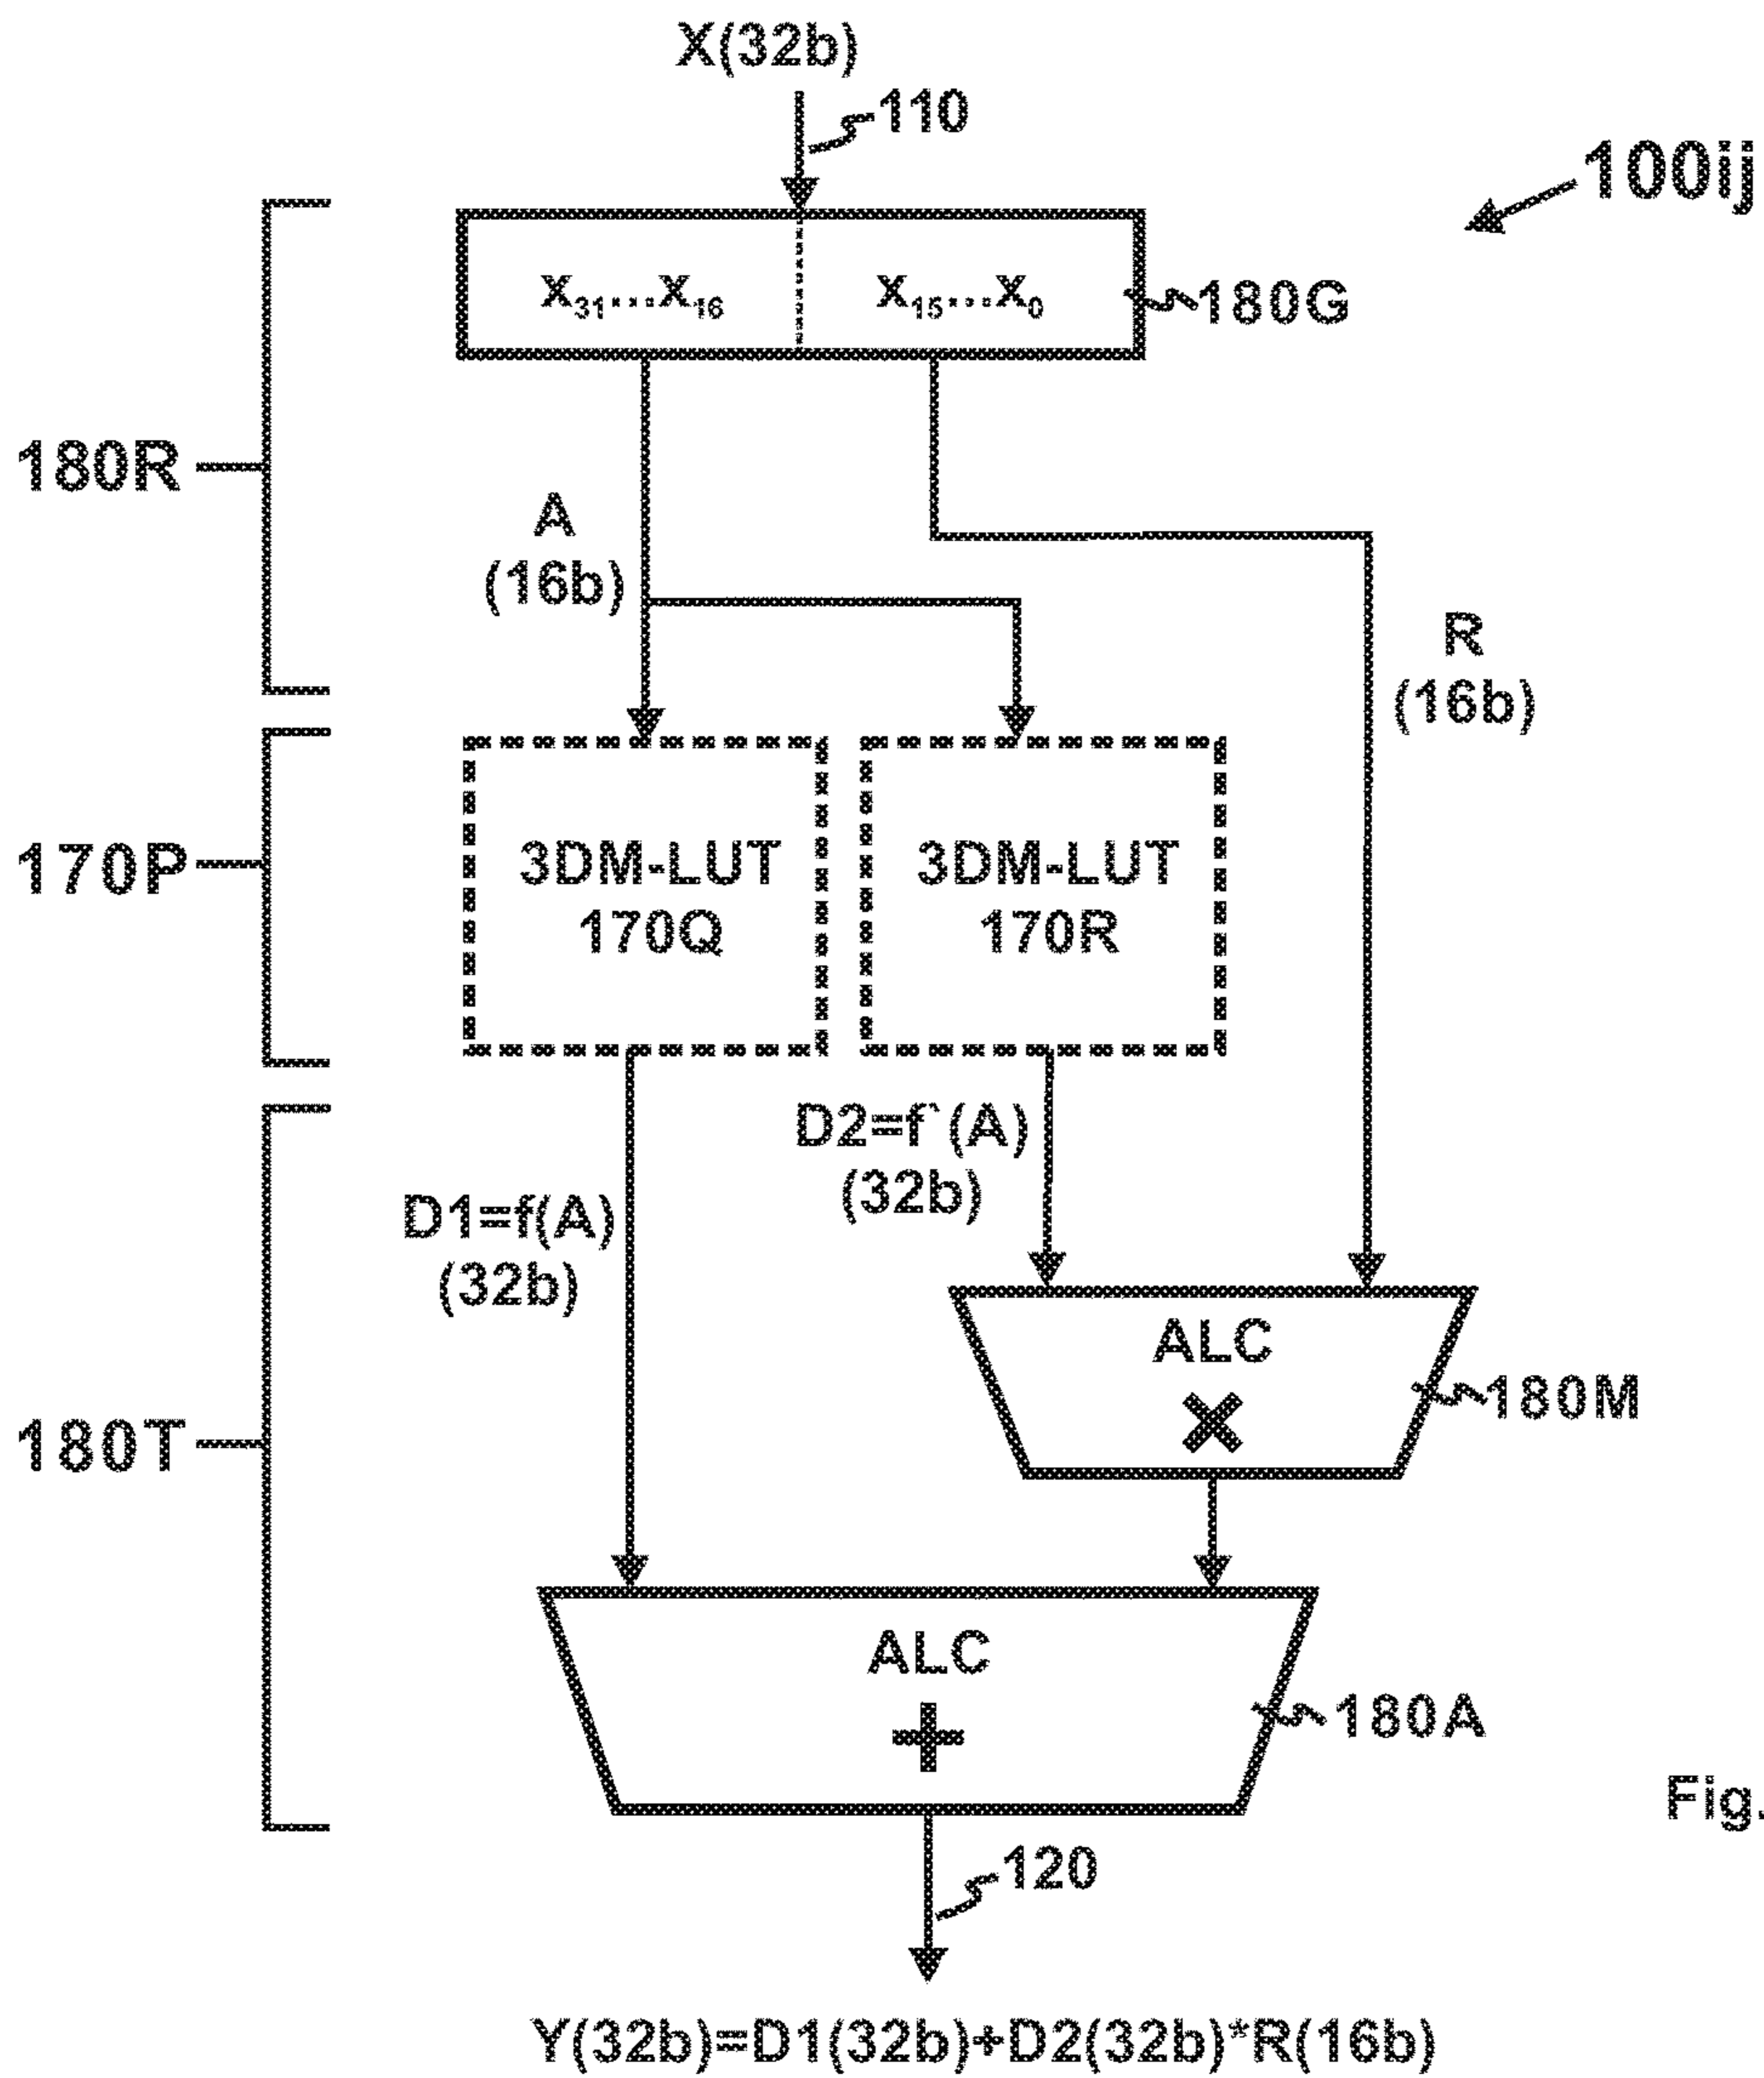 X(32b)
110
100ij
X31...X16
X15...X0
180G
180R
A
(16b)
R
(16b)
170P
3DM-LUT
170Q
3DM-LUT
170R
D2=f`(A)
(32b)
D1=f(A)
(32b)
ALC
×
180M
180T
ALC
+
180A
Fig.
120
Y(32b)=D1(32b)+D2(32b)*R(16b)